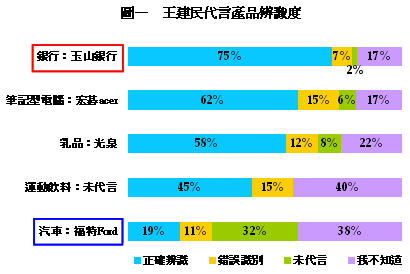 圖一　王建民代言產品辨識度
銀行：玉山銀行 75% 7% 2% 17%
筆記型電腦：宏碁acer 62% 15% 6% 17%
乳品：光泉 58% 12% 8% 22%
運動飲料：未代言 45% 15% 40%
汽車：福特Ford 19% 11% 32% 38%
正確辨識 錯誤識別 未代言 我不知道